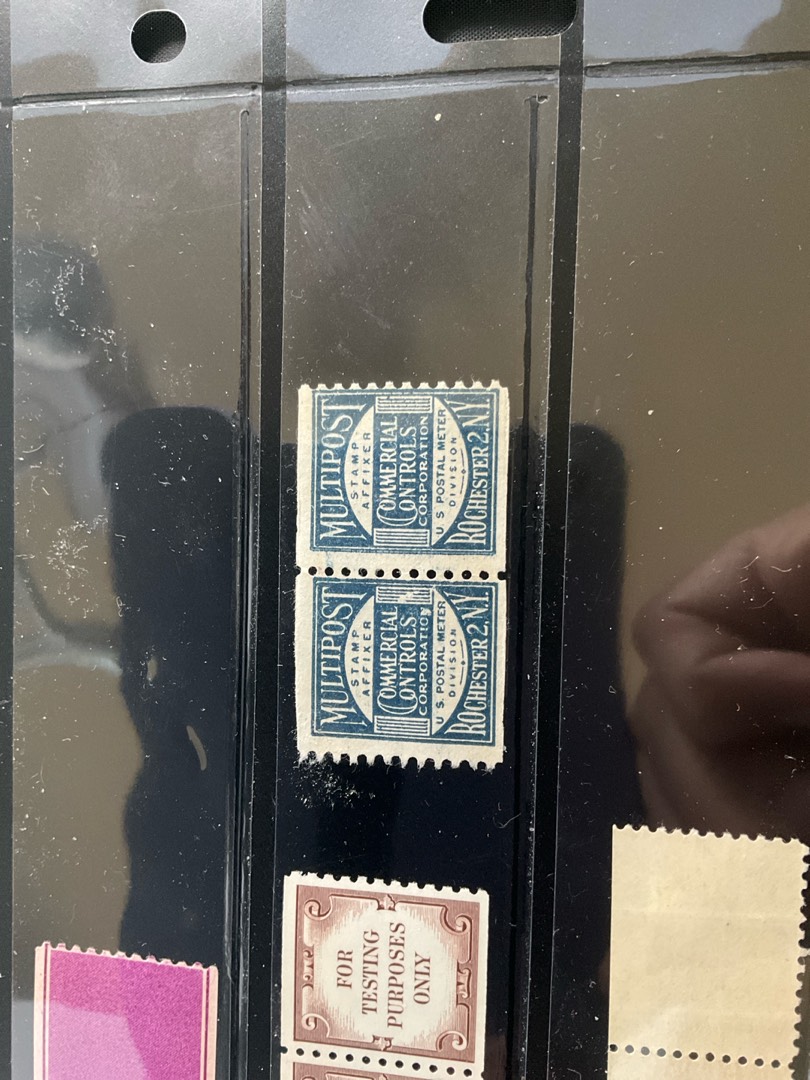 MULTIPOST
STAMP
AFFIXER
COMMERCIAL
CONTROLS
CORPORATION
U S POSTAL METER
DIVISION
ROCHESTER 2, N.Y.
MULTIPOST
STAMP
AFFIXER
COMMERCIAL
CONTROLS
CORPORATION
U S. POSTAL METER
DIVISION
ROCHESTER 2, N.Y.
FOR
TESTING
PURPOSES
ONLY